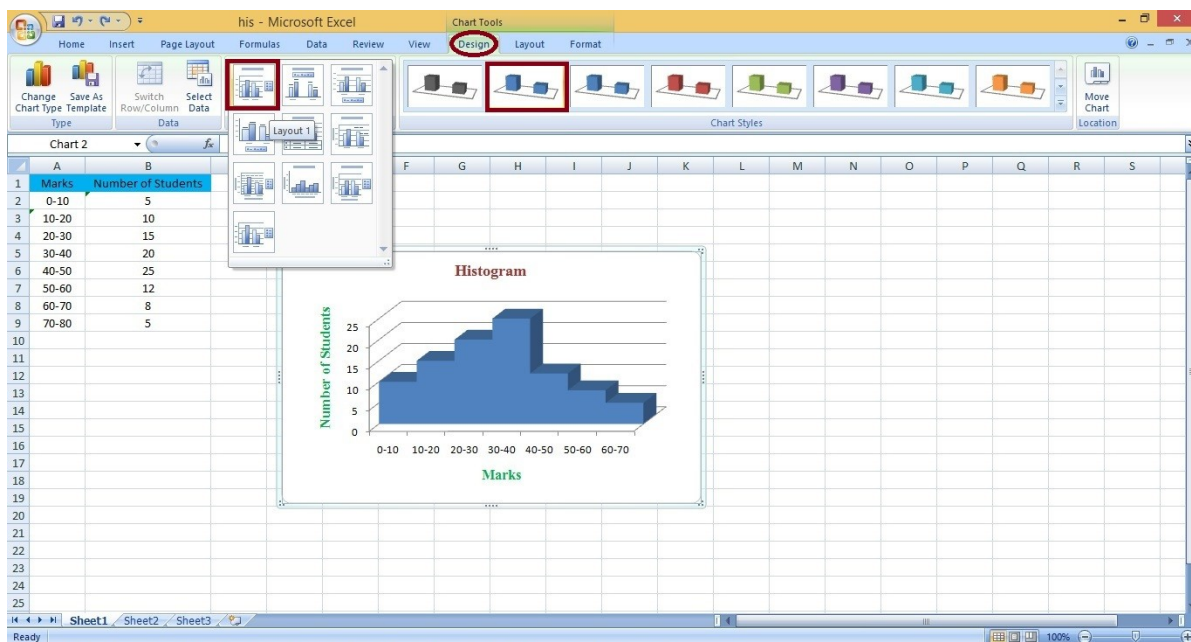 his - Microsoft Excel
Chart Tools
Home Insert Page Layout Formulas Data Review View Design Layout Format
Change Chart Type
Save As Template
Switch Row/Column
Select Data
Move Chart
Type Data Chart Styles Location
Layout 1
Chart 2 fx
A B F G H I J K L M N O P Q R S
1 Marks Number of Students
2 0-10 5
3 10-20 10
4 20-30 15
5 30-40 20
6 40-50 25
7 50-60 12
8 60-70 8
9 70-80 5
10
11
12
13
14
15
16
17
18
19
20
21
22
23
24
25
Histogram
Number of Students
25
20
15
10
5
0
0-10 10-20 20-30 30-40 40-50 50-60 60-70
Marks
Sheet1 Sheet2 Sheet3
Ready 100%